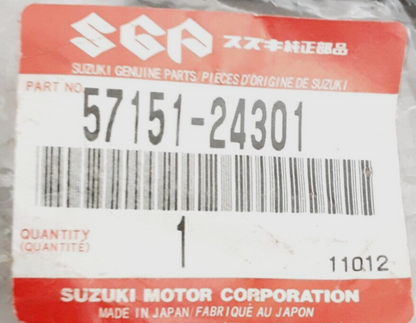 SGP スズキ純正部品
SUZUKI GENUINE PARTS/PIÈCES D'ORIGINE DE SUZUKI
PART NO. 57151-24301
QUANTITY
(QUANTITÉ) 1
11012
SUZUKI MOTOR CORPORATION
MADE IN JAPAN/FABRIQUÉ AU JAPON